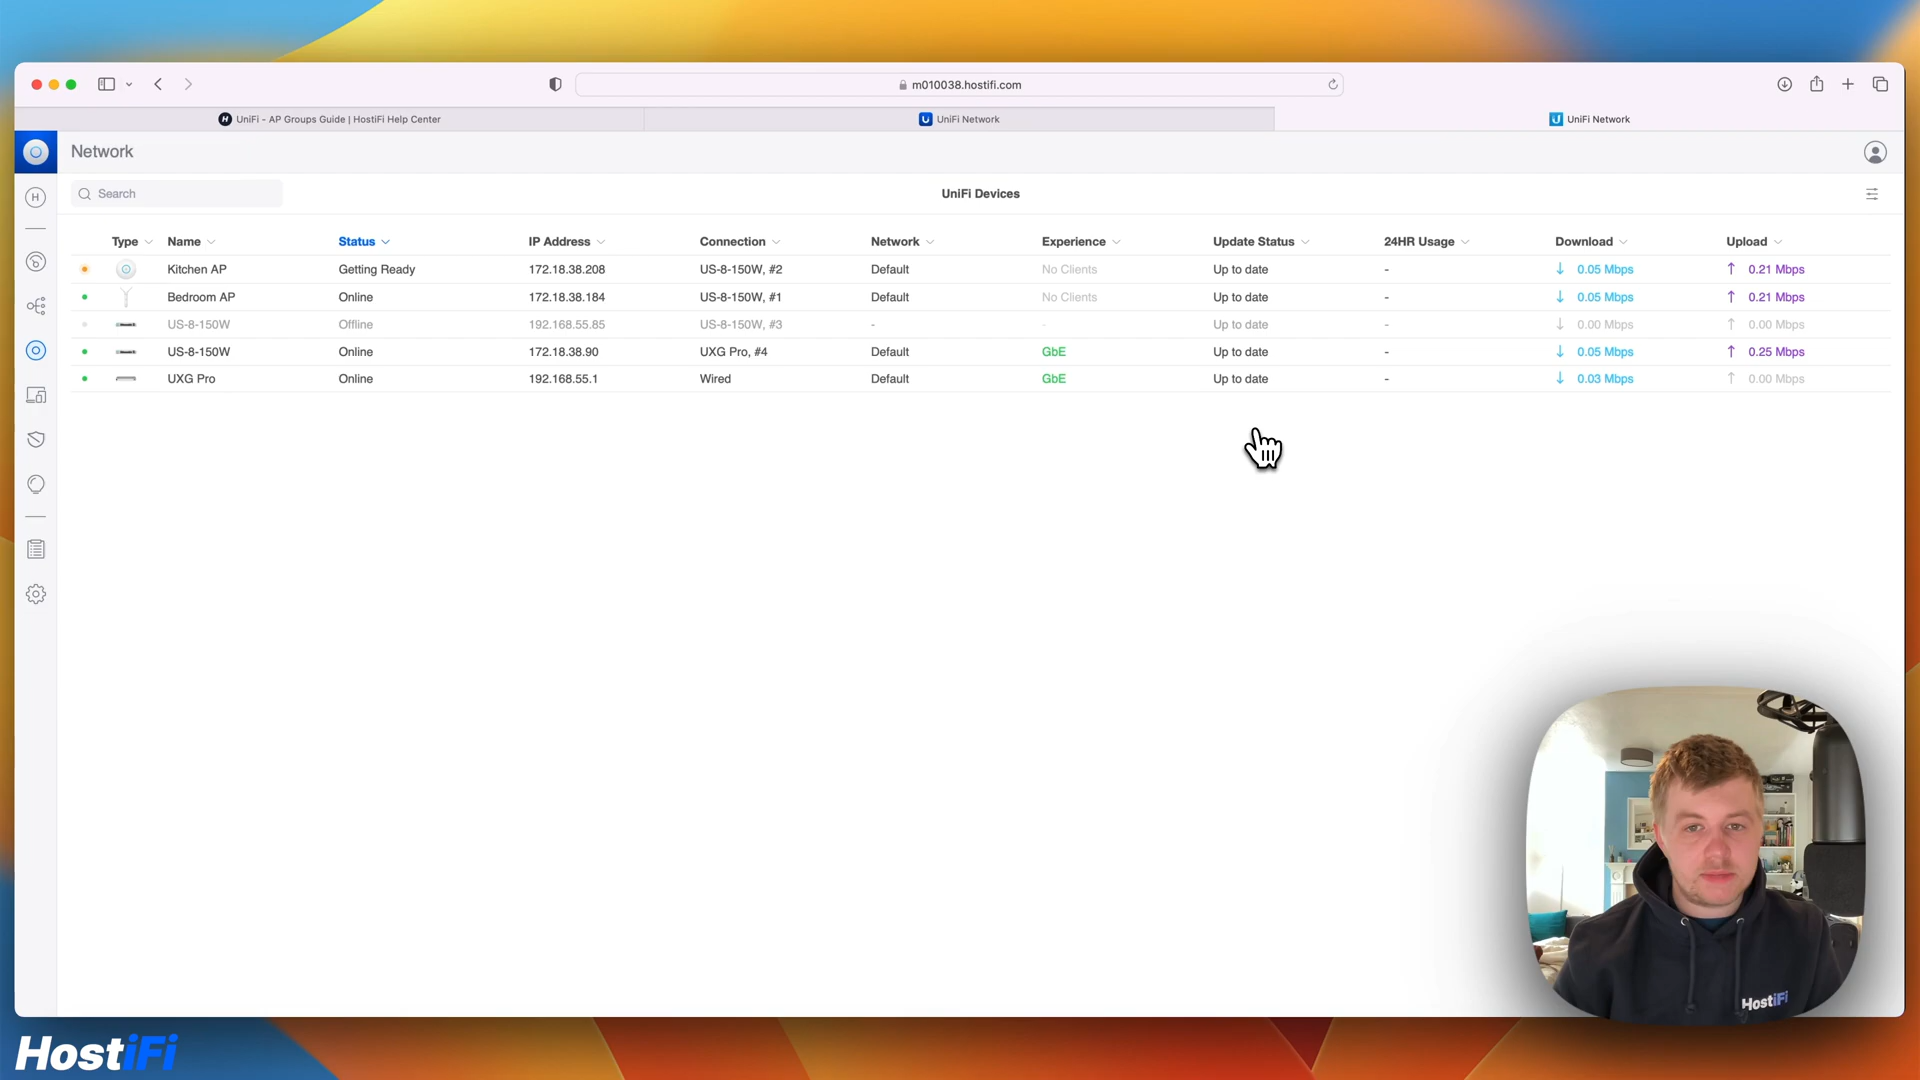 m010038.hostifi.com
UniFi - AP Groups Guide | HostiFi Help Center
UniFi Network
UniFi Network
Network
Search
UniFi Devices
Type Name Status IP Address Connection Network Experience Update Status 24HR Usage Download Upload
Kitchen AP Getting Ready 172.18.38.208 US-8-150W, #2 Default No Clients Up to date - 0.05 Mbps 0.21 Mbps
Bedroom AP Online 172.18.38.184 US-8-150W, #1 Default No Clients Up to date - 0.05 Mbps 0.21 Mbps
US-8-150W Offline 192.168.55.85 US-8-150W, #3 - - Up to date - 0.00 Mbps 0.00 Mbps
US-8-150W Online 172.18.38.90 UXG Pro, #4 Default GbE Up to date - 0.05 Mbps 0.25 Mbps
UXG Pro Online 192.168.55.1 Wired Default GbE Up to date - 0.03 Mbps 0.00 Mbps
H
HostiFi
HostiFi